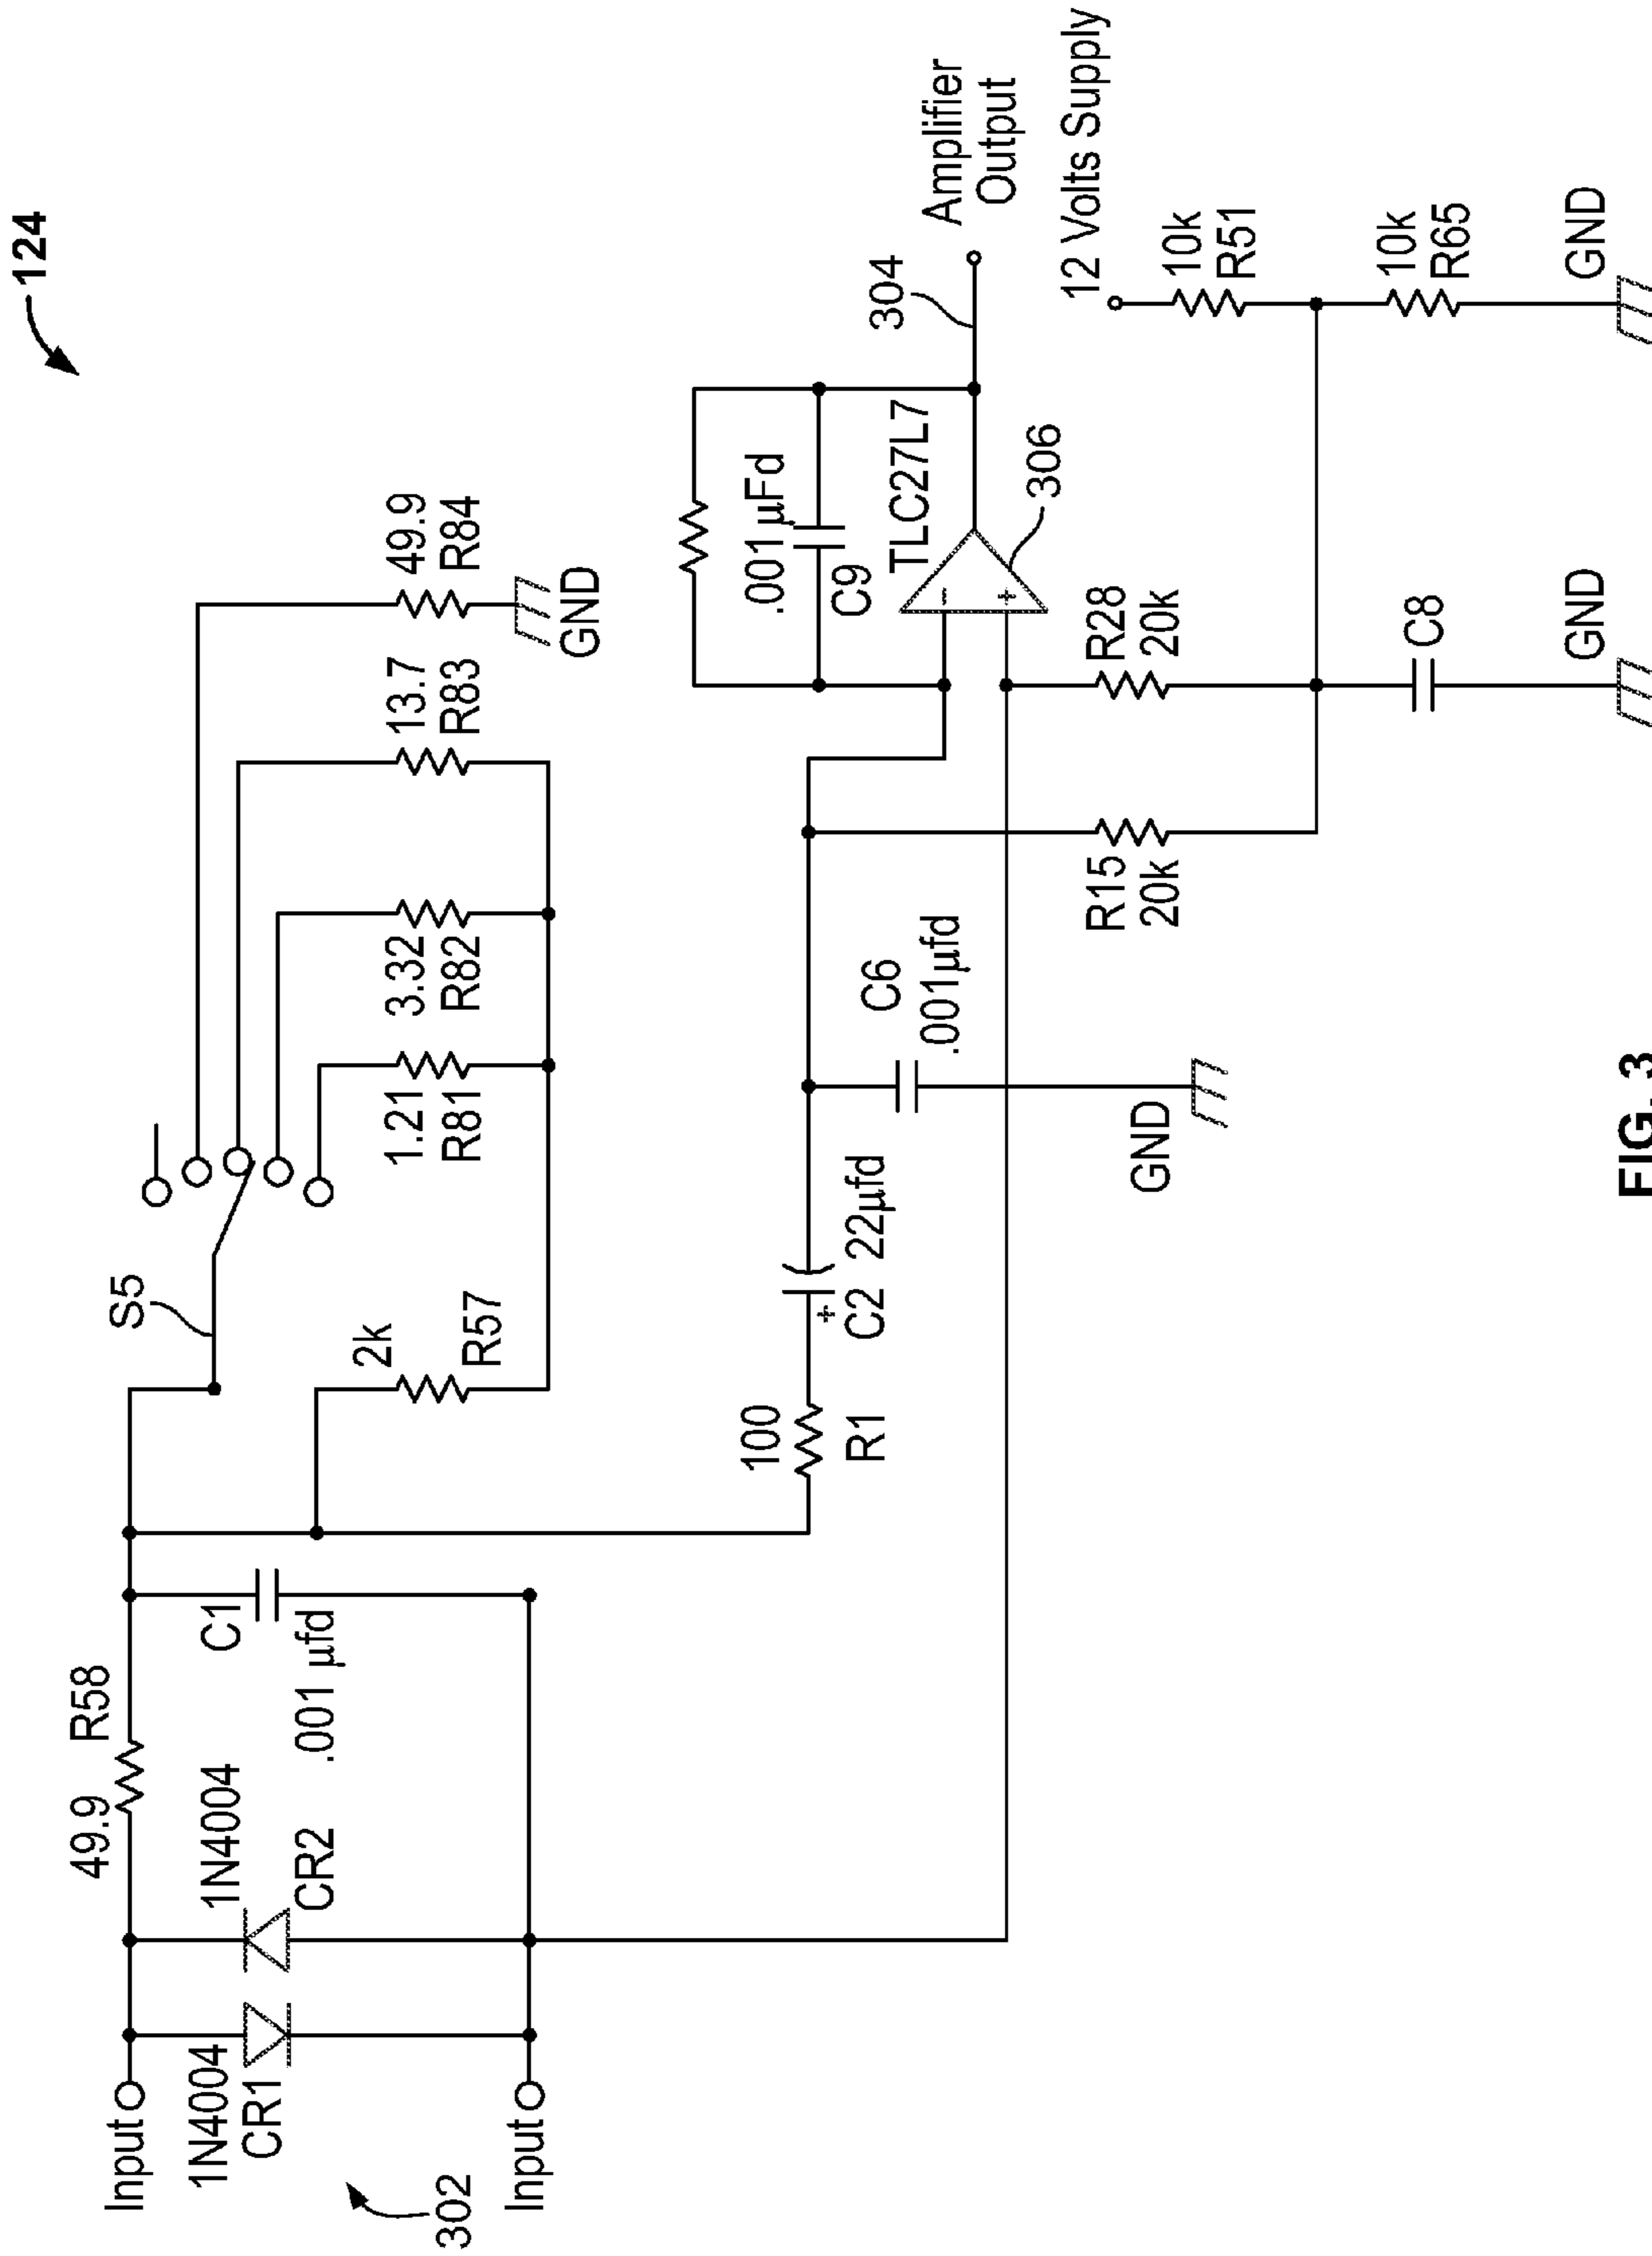 124
Input
1N4004
CR1
302
Input
1N4004
CR2
49.9
R58
C1
.001 μfd
S5
2k
R57
1.21
R81
3.32
R82
13.7
R83
49.9
R84
GND
100
R1
+
C2 22μfd
C6
.001μfd
GND
R15
20k
R28
20k
.001μFd
C9
TLC27L7
−
+
306
304
Amplifier
Output
12 Volts Supply
10k
R51
10k
R65
C8
GND
GND
FIG. 3